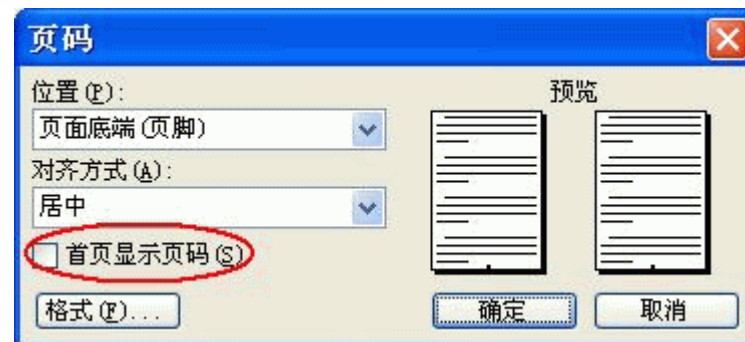 页码
位置(P):
预览
页面底端(页脚)
对齐方式(A):
居中
首页显示页码(S)
格式(F)...
确定
取消